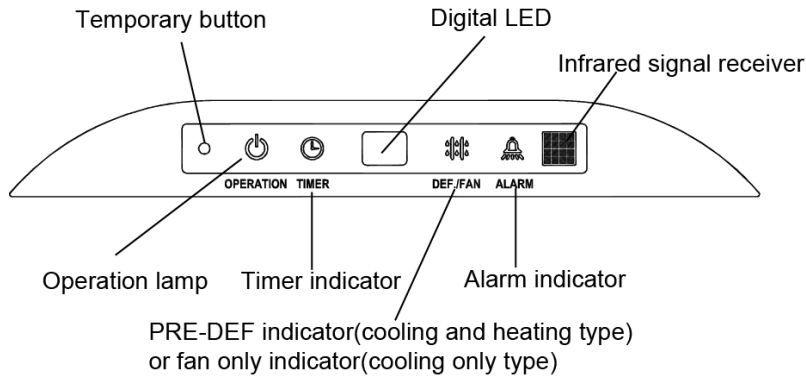 Temporary button
Digital LED
Infrared signal receiver
OPERATION TIMER
DEF./FAN ALARM
Operation lamp
Timer indicator
Alarm indicator
PRE-DEF indicator(cooling and heating type)
or fan only indicator(cooling only type)